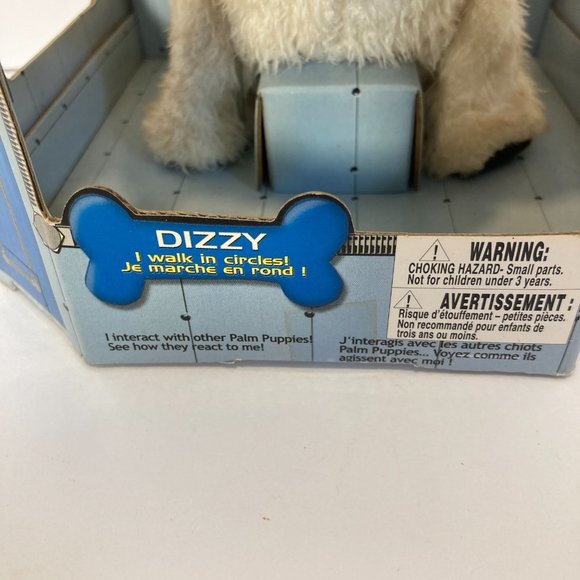 DIZZY
I walk in circles!
Je marche en rond !
I interact with other Palm Puppies!
See how they react to me!
WARNING:
CHOKING HAZARD- Small parts.
Not for children under 3 years.
AVERTISSEMENT :
Risque d'étouffement – petites pièces.
Non recommandé pour enfants de
trois ans ou moins.
J'interagis avec les autres chiots
Palm Puppies... Voyez comme ils
agissent avec moi !